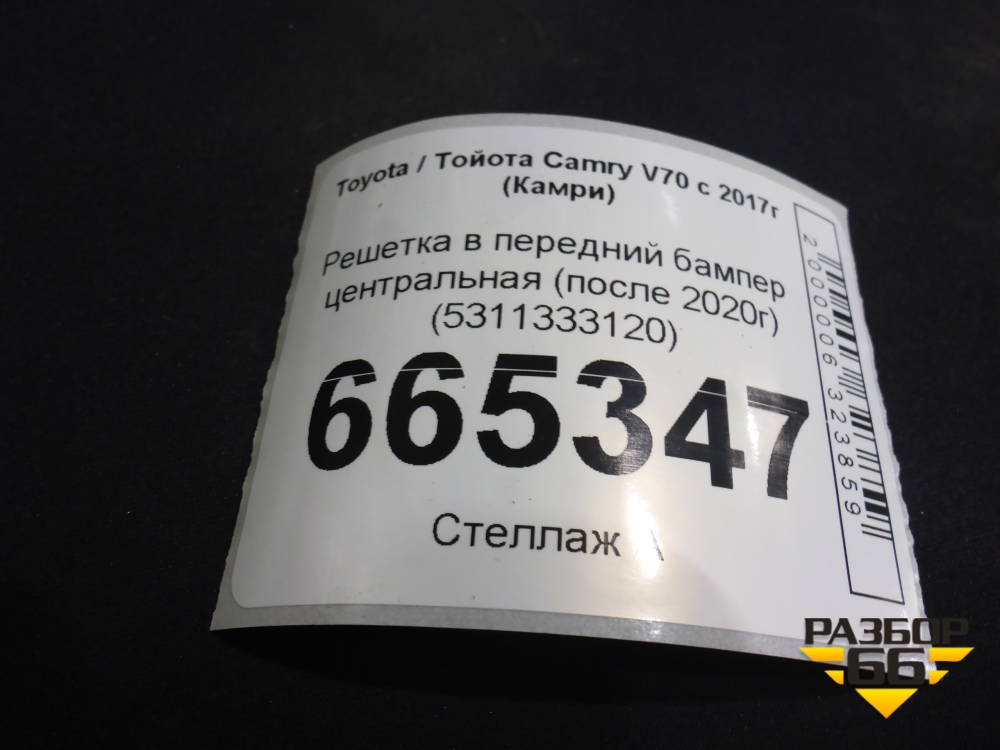 Toyota / Тойота Camry V70 с 2017г
(Камри)
Решетка в передний бампер
центральная (после 2020г)
(5311333120)
665347
Стеллаж
2000006323859
РАЗБОР
66